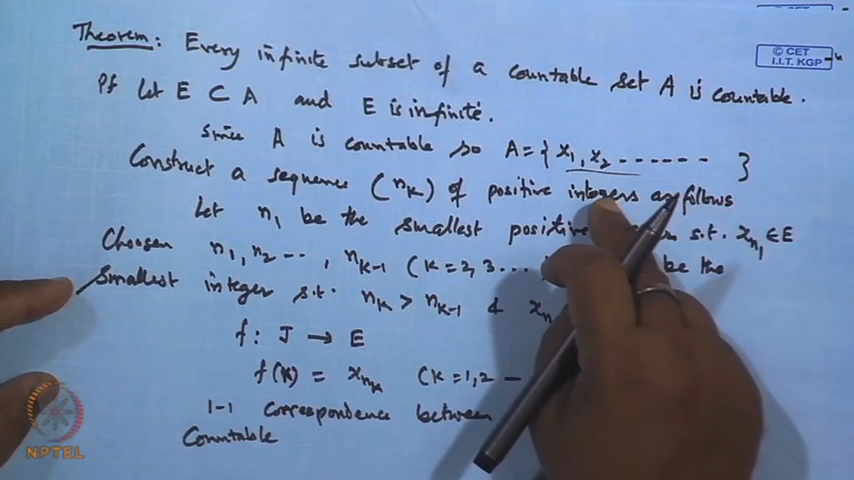 © CET
I.I.T. KGP
Theorem: Every infinite subset of a countable set A is countable.
Pf Let E ⊂ A and E is infinite.
Since A is countable so A = { x₁, x₂ ...... }
Construct a sequence (nₖ) of positive integers as follows
Let n₁ be the smallest positive s.t. xₙ₁ ∈ E
Choosen n₁, n₂ ..., nₖ₋₁ (k = 2, 3... be the
Smallest integer s.t. nₖ > nₖ₋₁ & xₙ
f : J → E
f(k) = xₙₖ (k = 1, 2 —
1-1 correspondence between
Countable
NPTEL